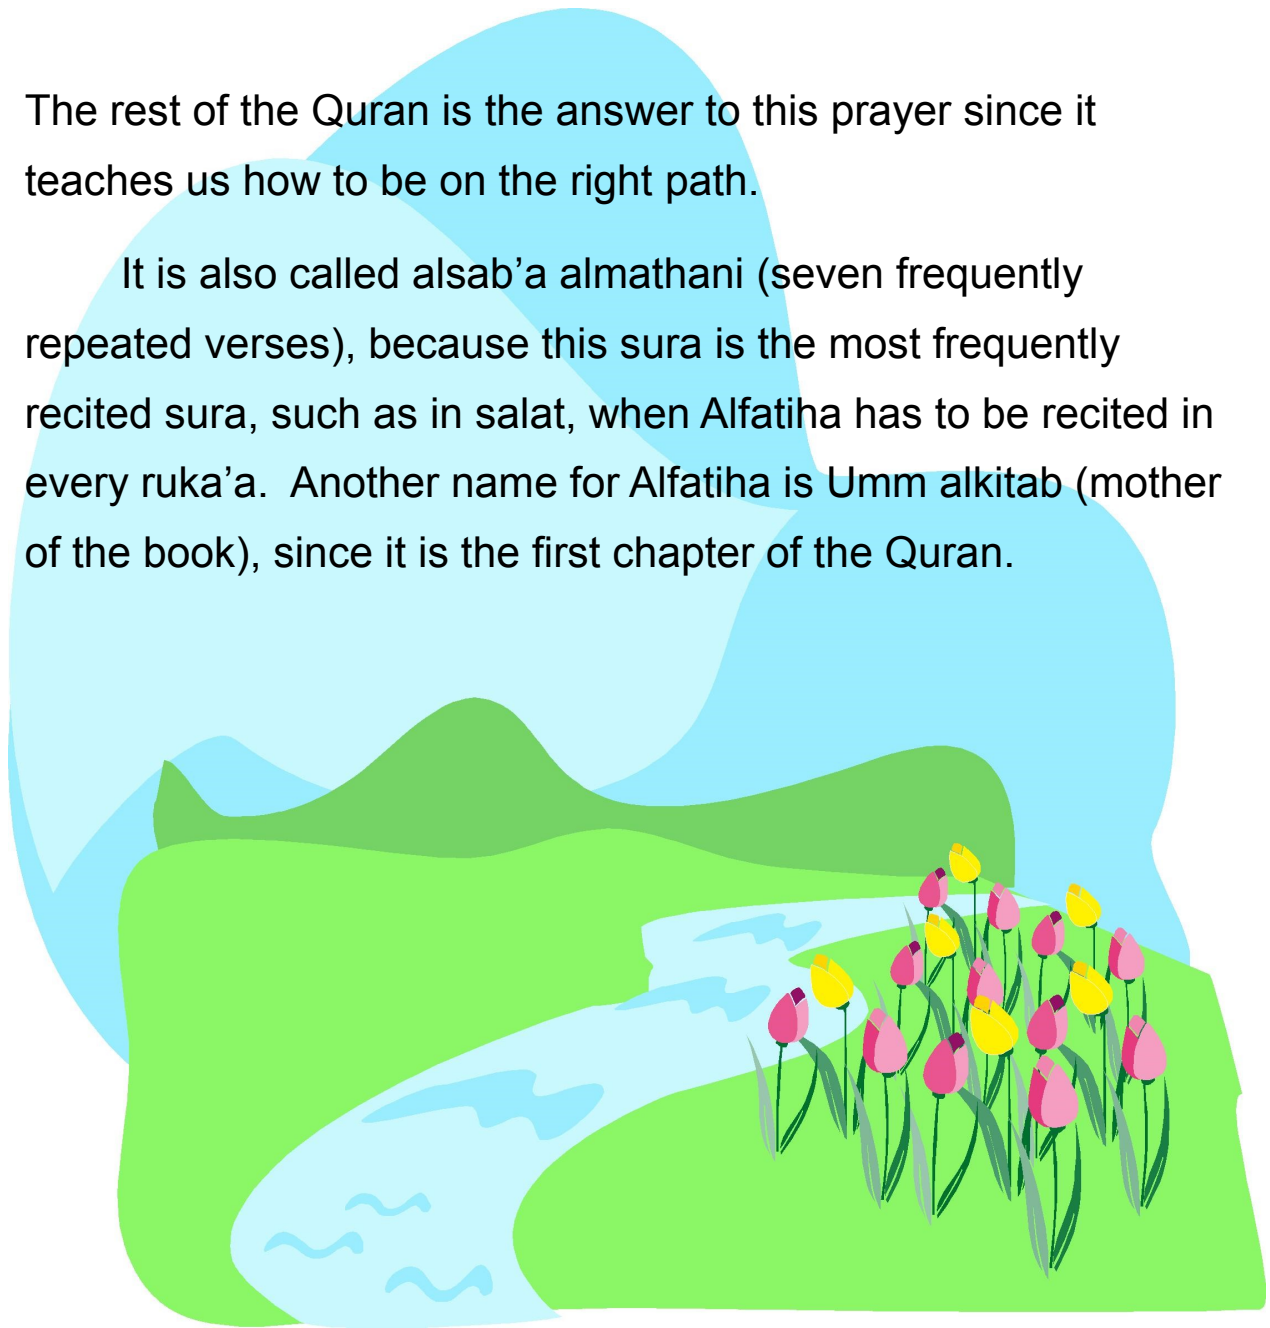 The rest of the Quran is the answer to this prayer since it
teaches us how to be on the right path.
It is also called alsab’a almathani (seven frequently
repeated verses), because this sura is the most frequently
recited sura, such as in salat, when Alfatiha has to be recited in
every ruka’a.  Another name for Alfatiha is Umm alkitab (mother
of the book), since it is the first chapter of the Quran.